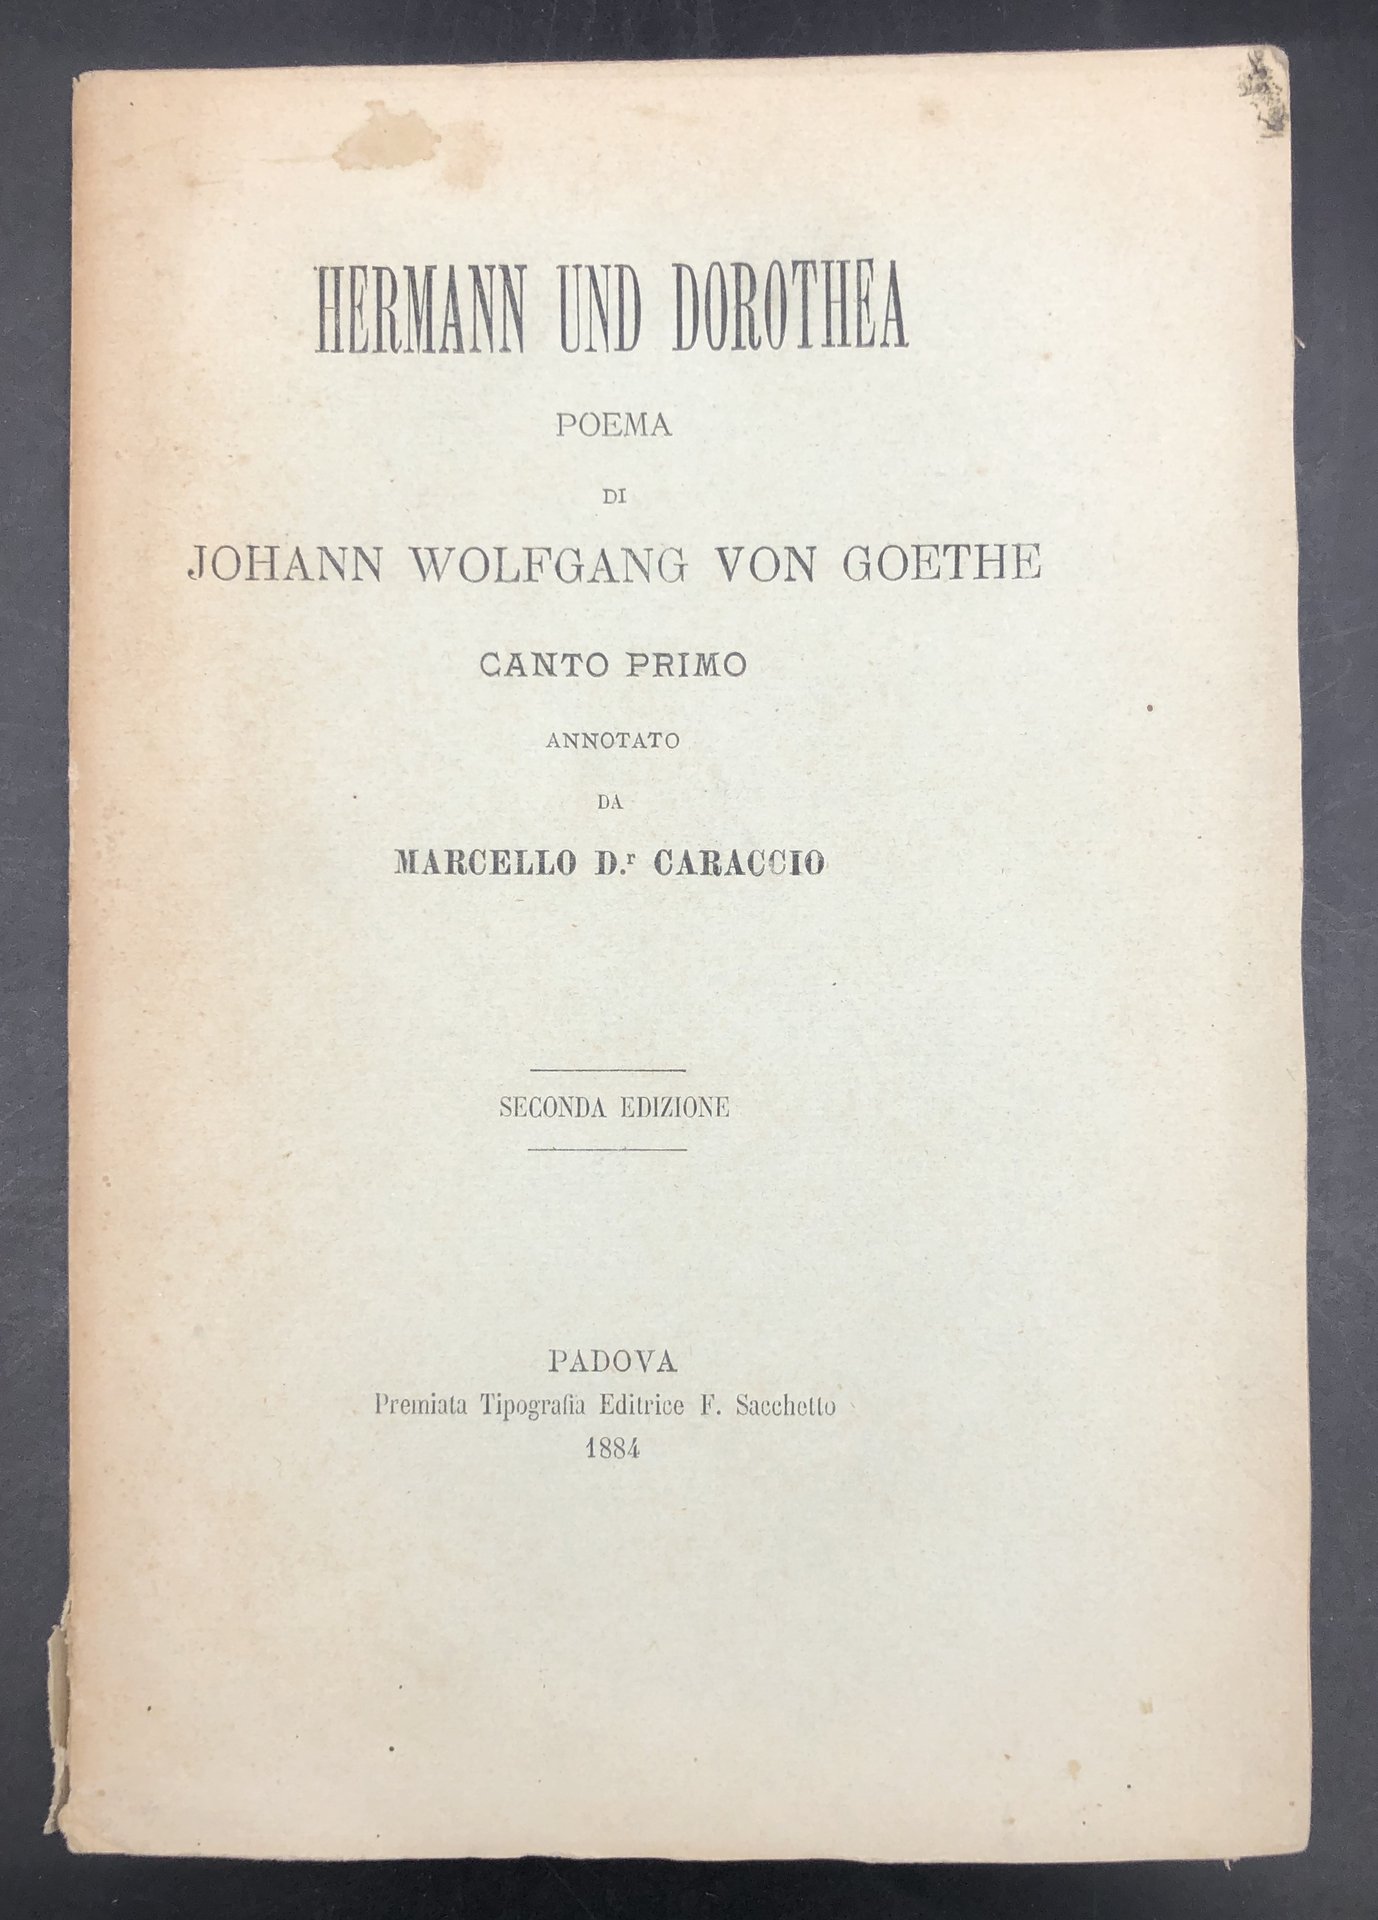 HERMANN UND DOROTHEA
POEMA
DI
JOHANN WOLFGANG VON GOETHE
CANTO PRIMO
ANNOTATO
DA
MARCELLO D.r CARACCIO
SECONDA EDIZIONE
PADOVA
Premiata Tipografia Editrice F. Sacchetto
1884